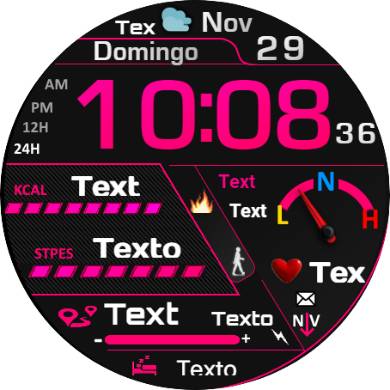 Tex Nov
Domingo 29
AM
PM
12H
24H
10:08 36
KCAL Text
Text
Text
L N H
STPES Texto
Tex
Text Texto
- +
N V
Texto